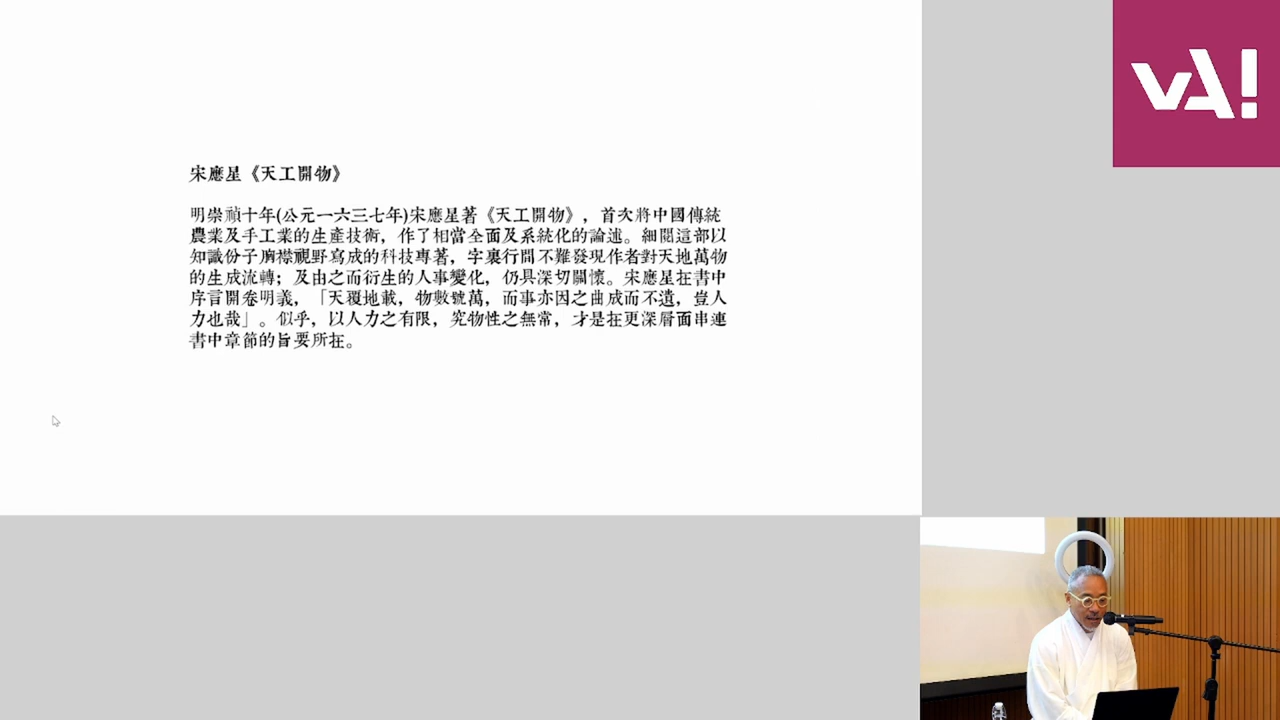 宋應星《天工開物》
明崇禎十年(公元一六三七年)宋應星著《天工開物》，首次將中國傳統
農業及手工業的生產技術，作了相當全面及系統化的論述。細閱這部以
知識份子胸襟視野寫成的科技專著，字裏行間不難發現作者對天地萬物
的生成流轉；及由之而衍生的人事變化，仍具深切關懷。宋應星在書中
序言開卷明義，「天覆地載，物數號萬，而事亦因之曲成而不遺，豈人
力也哉」。似乎，以人力之有限，究物性之無常，才是在更深層面串連
書中章節的旨要所在。
vA!